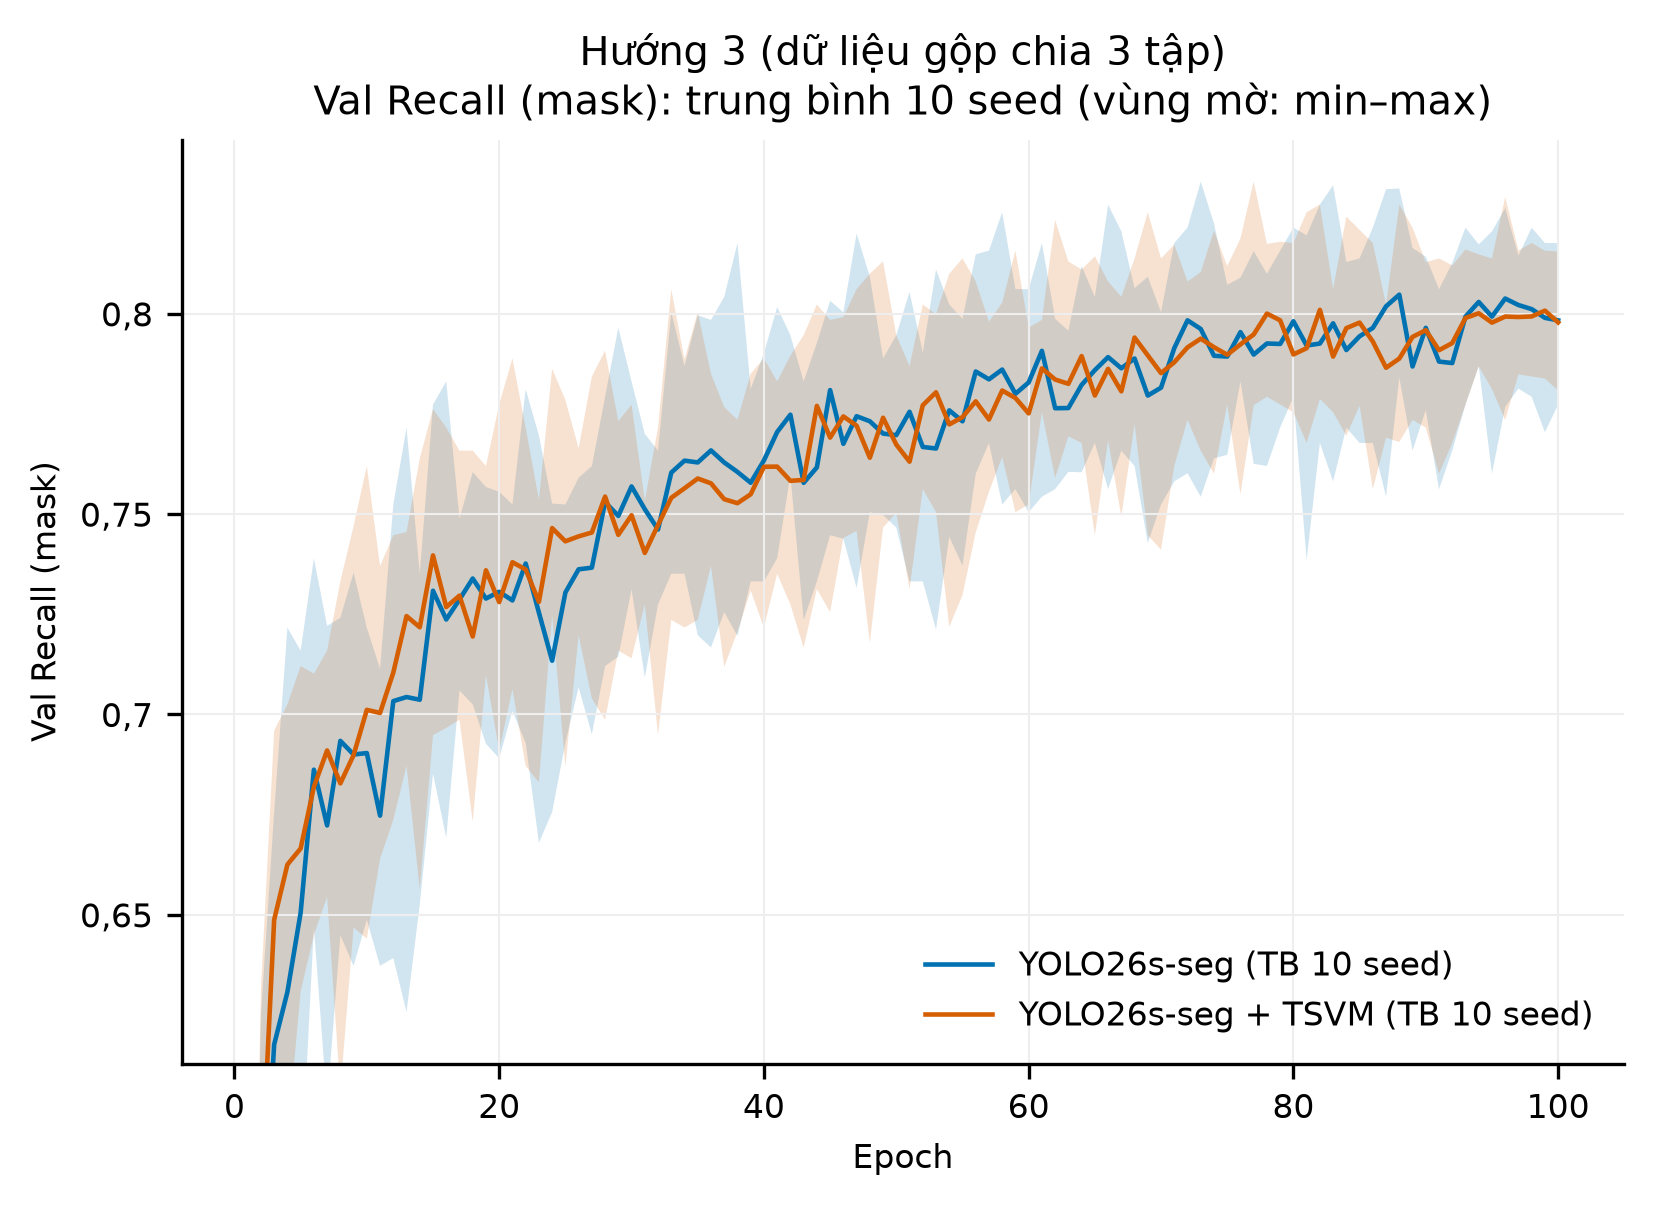 Hướng 3 (dữ liệu gộp chia 3 tập)
Val Recall (mask): trung bình 10 seed (vùng mờ: min–max)
Val Recall (mask)
0,8
0,75
0,7
0,65
YOLO26s-seg (TB 10 seed)
YOLO26s-seg + TSVM (TB 10 seed)
0
20
40
60
80
100
Epoch